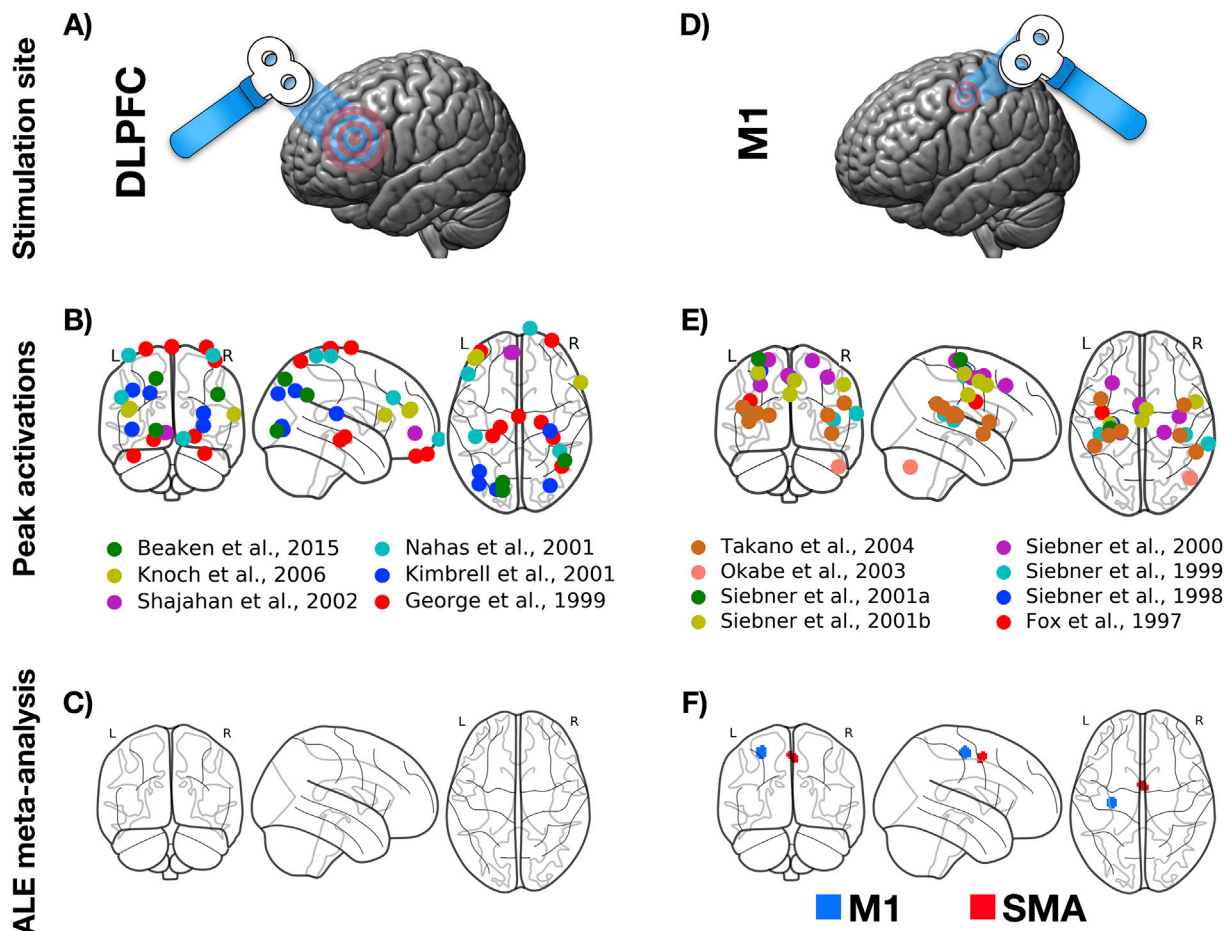 Stimulation site
A)
DLPFC
D)
M1
Peak activations
B)
L
R
L
R
Beaken et al., 2015
Knoch et al., 2006
Shajahan et al., 2002
Nahas et al., 2001
Kimbrell et al., 2001
George et al., 1999
E)
L
R
L
R
Takano et al., 2004
Okabe et al., 2003
Siebner et al., 2001a
Siebner et al., 2001b
Siebner et al., 2000
Siebner et al., 1999
Siebner et al., 1998
Fox et al., 1997
ALE meta-analysis
C)
L
R
L
R
F)
L
R
L
R
M1
SMA